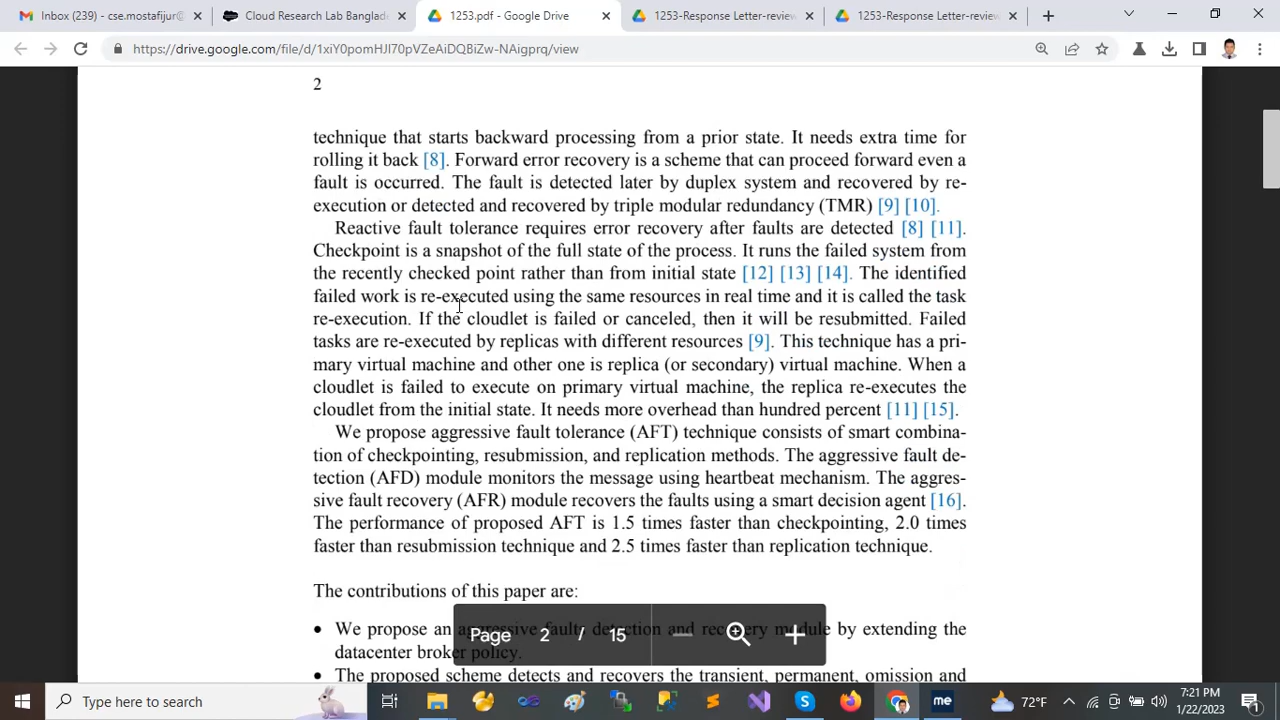 Inbox (239) - ce.mostafijur@
Cloud Research Lab Banglad
1253.pdf - Google Drive
1253-Response Letter-review
1253-Response Letter-review
https://drive.google.com/file/d/1xiY0pomHJI70pVZeAiDQBiZw-NAigprq/view
2
technique that starts backward processing from a prior state. It needs extra time for
rolling it back [8]. Forward error recovery is a scheme that can proceed forward even a
fault is occurred. The fault is detected later by duplex system and recovered by re-
execution or detected and recovered by triple modular redundancy (TMR) [9] [10].
Reactive fault tolerance requires error recovery after faults are detected [8] [11].
Checkpoint is a snapshot of the full state of the process. It runs the failed system from
the recently checked point rather than from initial state [12] [13] [14]. The identified
failed work is re-executed using the same resources in real time and it is called the task
re-execution. If the cloudlet is failed or canceled, then it will be resubmitted. Failed
tasks are re-executed by replicas with different resources [9]. This technique has a pri-
mary virtual machine and other one is replica (or secondary) virtual machine. When a
cloudlet is failed to execute on primary virtual machine, the replica re-executes the
cloudlet from the initial state. It needs more overhead than hundred percent [11] [15].
We propose aggressive fault tolerance (AFT) technique consists of smart combina-
tion of checkpointing, resubmission, and replication methods. The aggressive fault de-
tection (AFD) module monitors the message using heartbeat mechanism. The aggres-
sive fault recovery (AFR) module recovers the faults using a smart decision agent [16].
The performance of proposed AFT is 1.5 times faster than checkpointing, 2.0 times
faster than resubmission technique and 2.5 times faster than replication technique.
The contributions of this paper are:
• We propose an aggressive fault detection and recovery module by extending the
datacenter broker policy.
• The proposed scheme detects and recovers the transient, permanent, omission and
Page 2 / 15
Type here to search
me
72°F
7:21 PM
1/22/2023
1